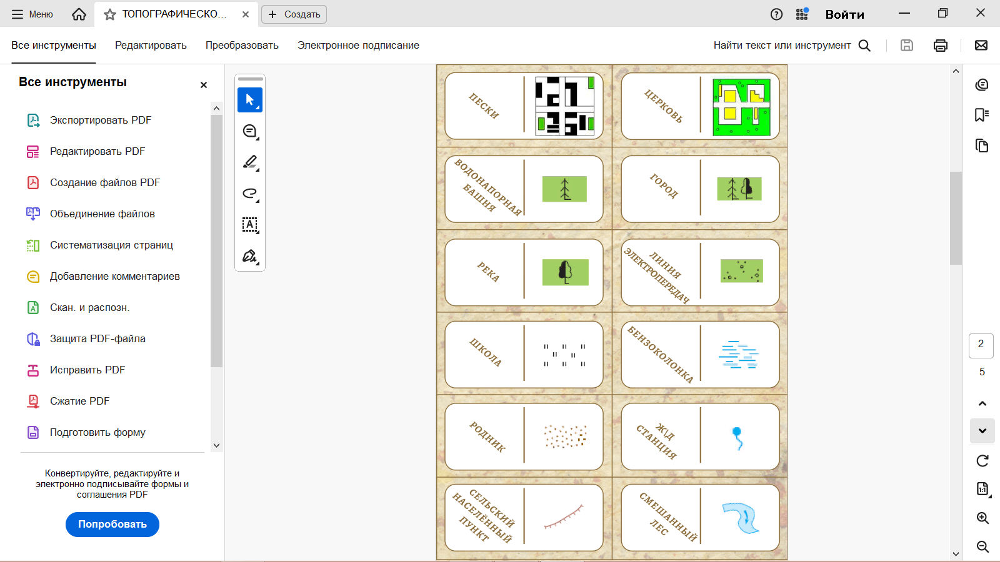 Меню
ТОПОГРАФИЧЕСКО...
Создать
Войти
Все инструменты
Редактировать
Преобразовать
Электронное подписание
Найти текст или инструмент
Все инструменты
Экспортировать PDF
Редактировать PDF
Создание файлов PDF
Объединение файлов
Систематизация страниц
Добавление комментариев
Скан. и распозн.
Защита PDF-файла
Исправить PDF
Сжатие PDF
Подготовить форму
Конвертируйте, редактируйте и
электронно подписывайте формы и
соглашения PDF
Попробовать
ПЕСКИ
ЦЕРКОВЬ
ВОДОНАПОРНАЯ
БАШНЯ
ГОРОД
РЕКА
ЛИНИЯ
ЭЛЕКТРОПЕРЕДАЧ
ШКОЛА
БЕНЗОКОЛОНКА
РОДНИК
Ж\Д
СТАНЦИЯ
СЕЛЬСКИЙ
НАСЕЛЁННЫЙ
ПУНКТ
СМЕШАННЫЙ
ЛЕС
2
5
1:1